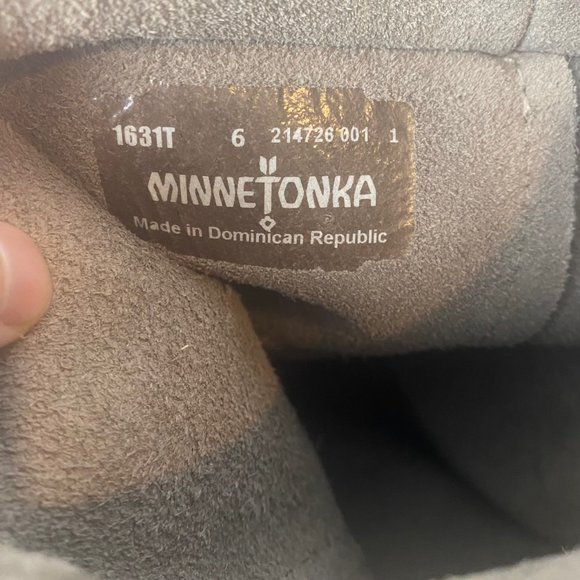 1631T 6 214726 001 1
MINNETONKA
Made in Dominican Republic